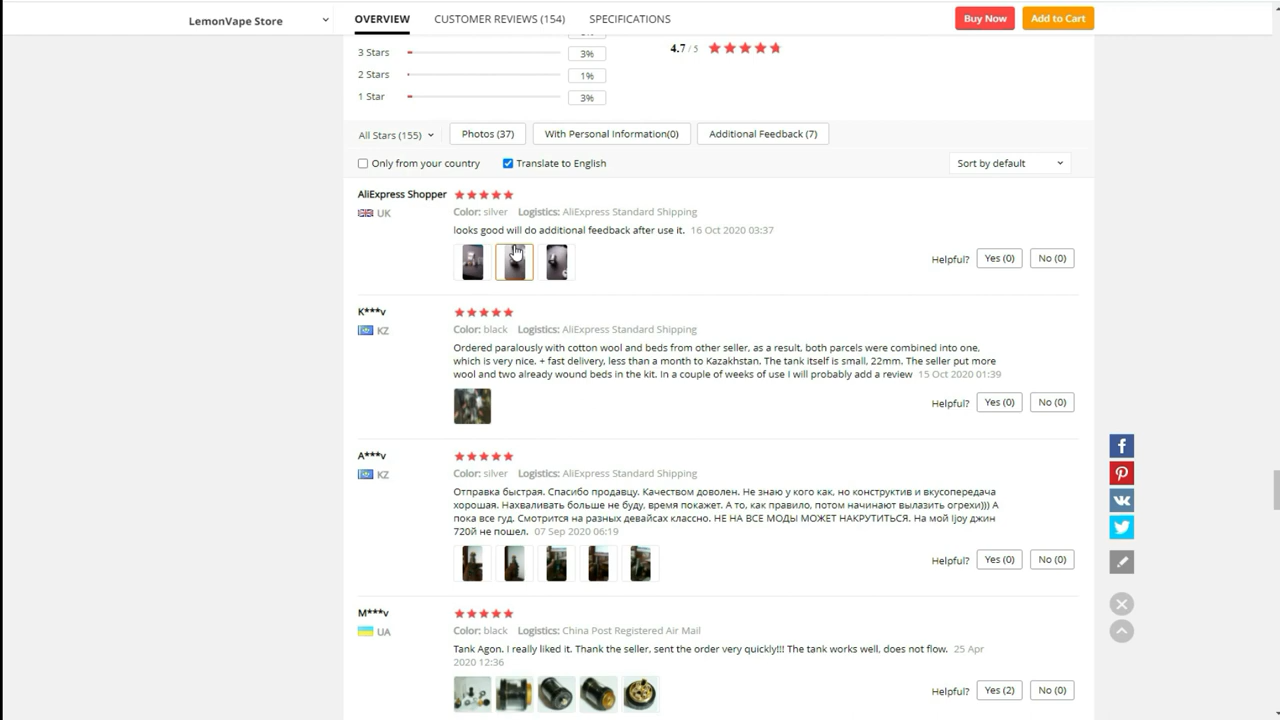 LemonVape Store
OVERVIEW
CUSTOMER REVIEWS (154)
SPECIFICATIONS
Buy Now
Add to Cart
3 Stars
3%
4.7 / 5
2 Stars
1%
1 Star
3%
All Stars (155)
Photos (37)
With Personal Information(0)
Additional Feedback (7)
Only from your country
Translate to English
Sort by default
AliExpress Shopper
UK
Color: silver Logistics: AliExpress Standard Shipping
looks good will do additional feedback after use it. 16 Oct 2020 03:37
Helpful? Yes (0) No (0)
K***v
KZ
Color: black Logistics: AliExpress Standard Shipping
Ordered paralously with cotton wool and beds from other seller, as a result, both parcels were combined into one,
which is very nice. + fast delivery, less than a month to Kazakhstan. The tank itself is small, 22mm. The seller put more
wool and two already wound beds in the kit. In a couple of weeks of use I will probably add a review 15 Oct 2020 01:39
Helpful? Yes (0) No (0)
A***v
KZ
Color: silver Logistics: AliExpress Standard Shipping
Отправка быстрая. Спасибо продавцу. Качеством доволен. Не знаю у кого как, но конструктив и вкусопередача
хорошая. Нахваливать больше не буду, время покажет. А то, как правило, потом начинают вылазить огрехи))) А
пока все гуд. Смотрится на разных девайсах классно. НЕ НА ВСЕ МОДЫ МОЖЕТ НАКРУТИТЬСЯ. На мой Ijoy джин
720й не пошел. 07 Sep 2020 06:19
Helpful? Yes (0) No (0)
M***v
UA
Color: black Logistics: China Post Registered Air Mail
Tank Agon. I really liked it. Thank the seller, sent the order very quickly!!! The tank works well, does not flow. 25 Apr
2020 12:36
Helpful? Yes (2) No (0)